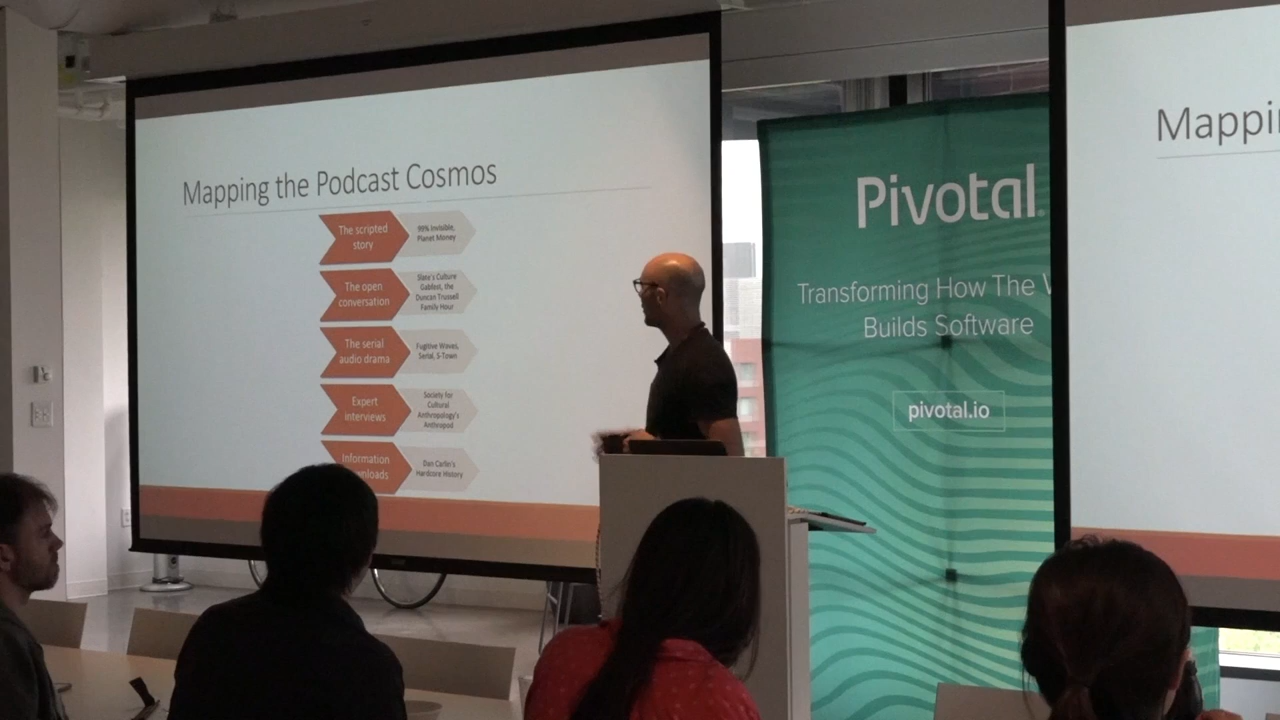 Mapping the Podcast Cosmos
The scripted
story
99% Invisible,
Planet Money
The open
conversation
Slate's Culture
Gabfest, the
Duncan Trussell
Family Hour
The serial
audio drama
Fugitive Waves,
Serial, S-Town
Expert
interviews
Society for
Cultural
Anthropology's
Anthropod
Information
nloads
Dan Carlin's
Hardcore History
Pivotal
Transforming How The W
Builds Software
pivotal.io
Mappi